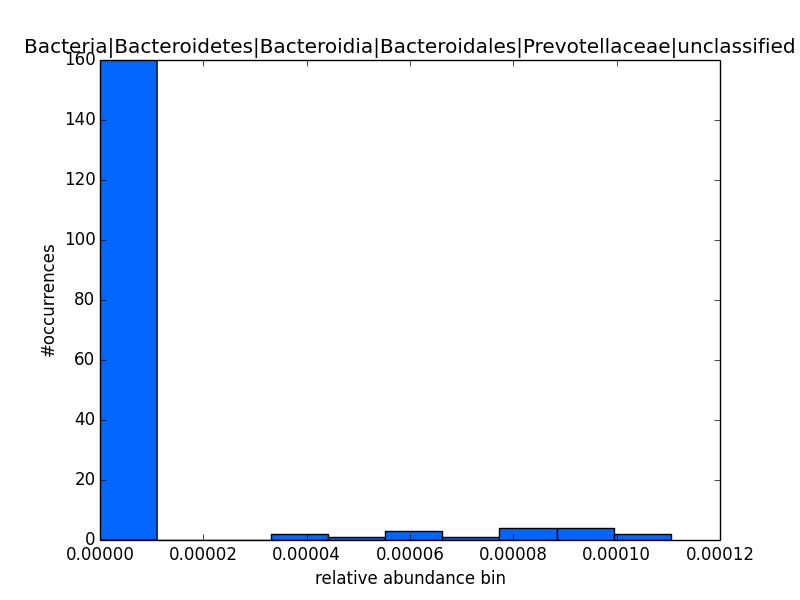 Bacteria|Bacteroidetes|Bacteroidia|Bacteroidales|Prevotellaceae|unclassified
160
140
120
100
80
60
40
20
0
#occurrences
0.00000 0.00002 0.00004 0.00006 0.00008 0.00010 0.00012
relative abundance bin